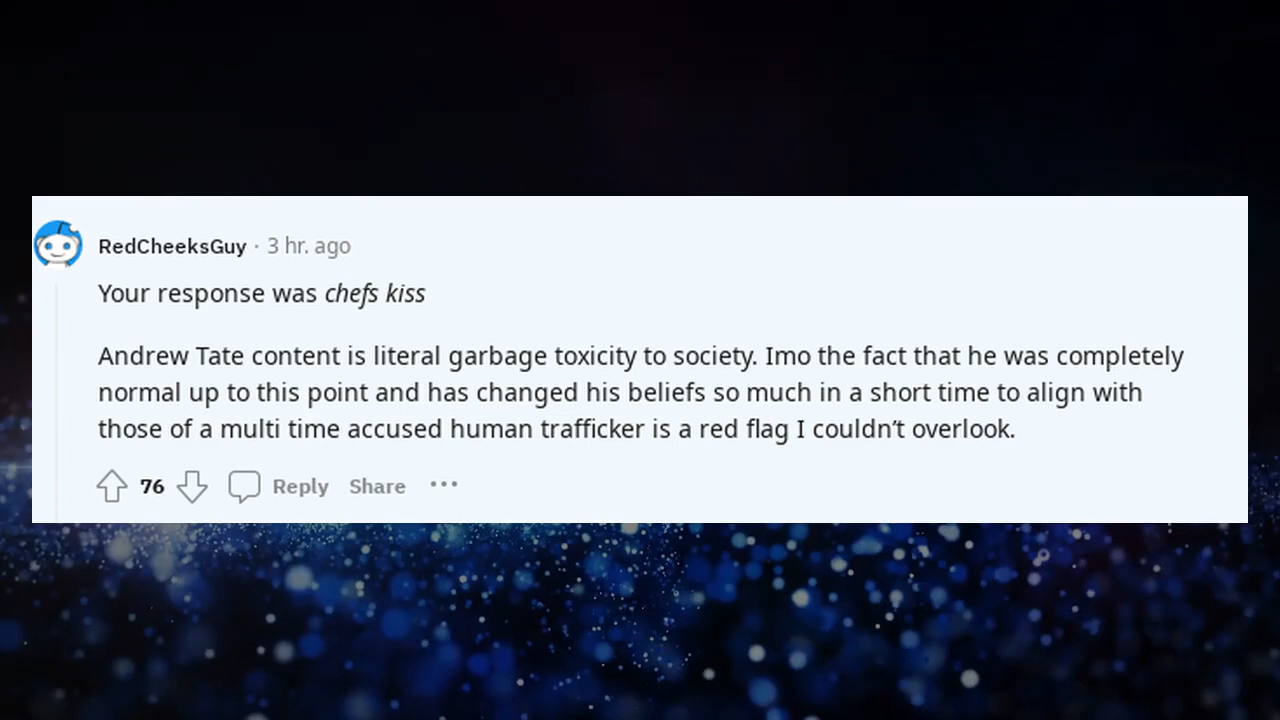 RedCheeksGuy · 3 hr. ago
Your response was chefs kiss
Andrew Tate content is literal garbage toxicity to society. Imo the fact that he was completely
normal up to this point and has changed his beliefs so much in a short time to align with
those of a multi time accused human trafficker is a red flag I couldn’t overlook.
76 Reply Share ···